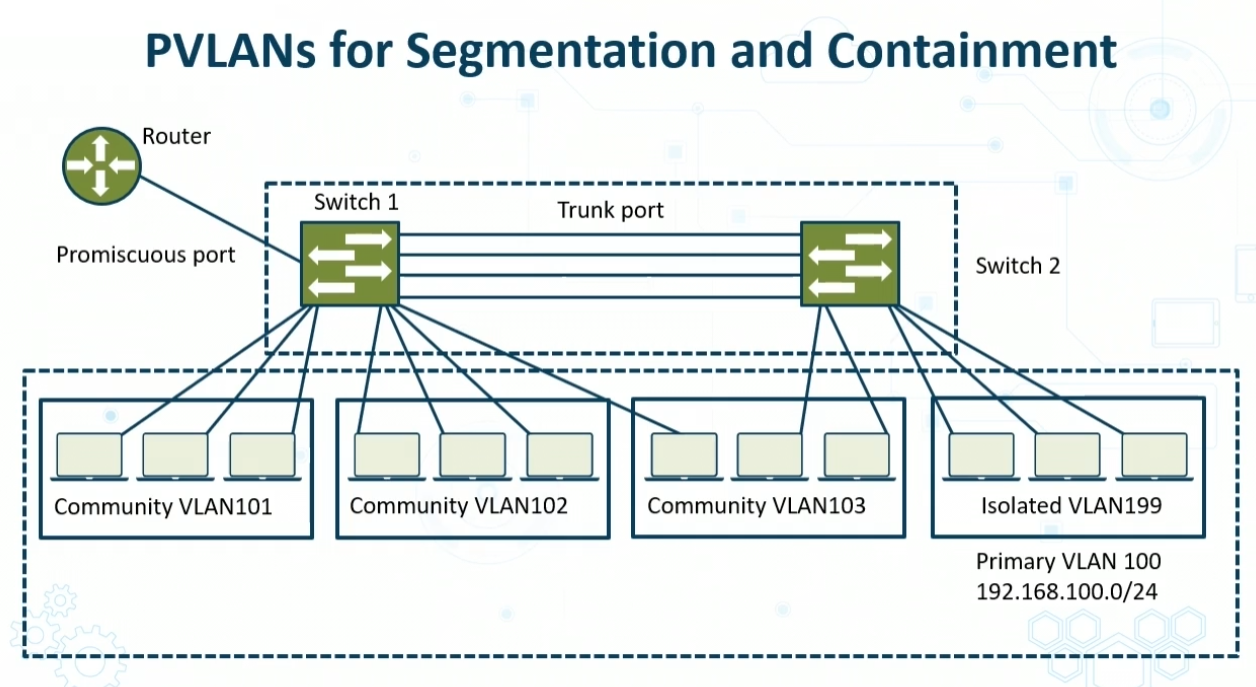 PVLANs for Segmentation and Containment
Router
Switch 1
Trunk port
Promiscuous port
Switch 2
Community VLAN101
Community VLAN102
Community VLAN103
Isolated VLAN199
Primary VLAN 100
192.168.100.0/24